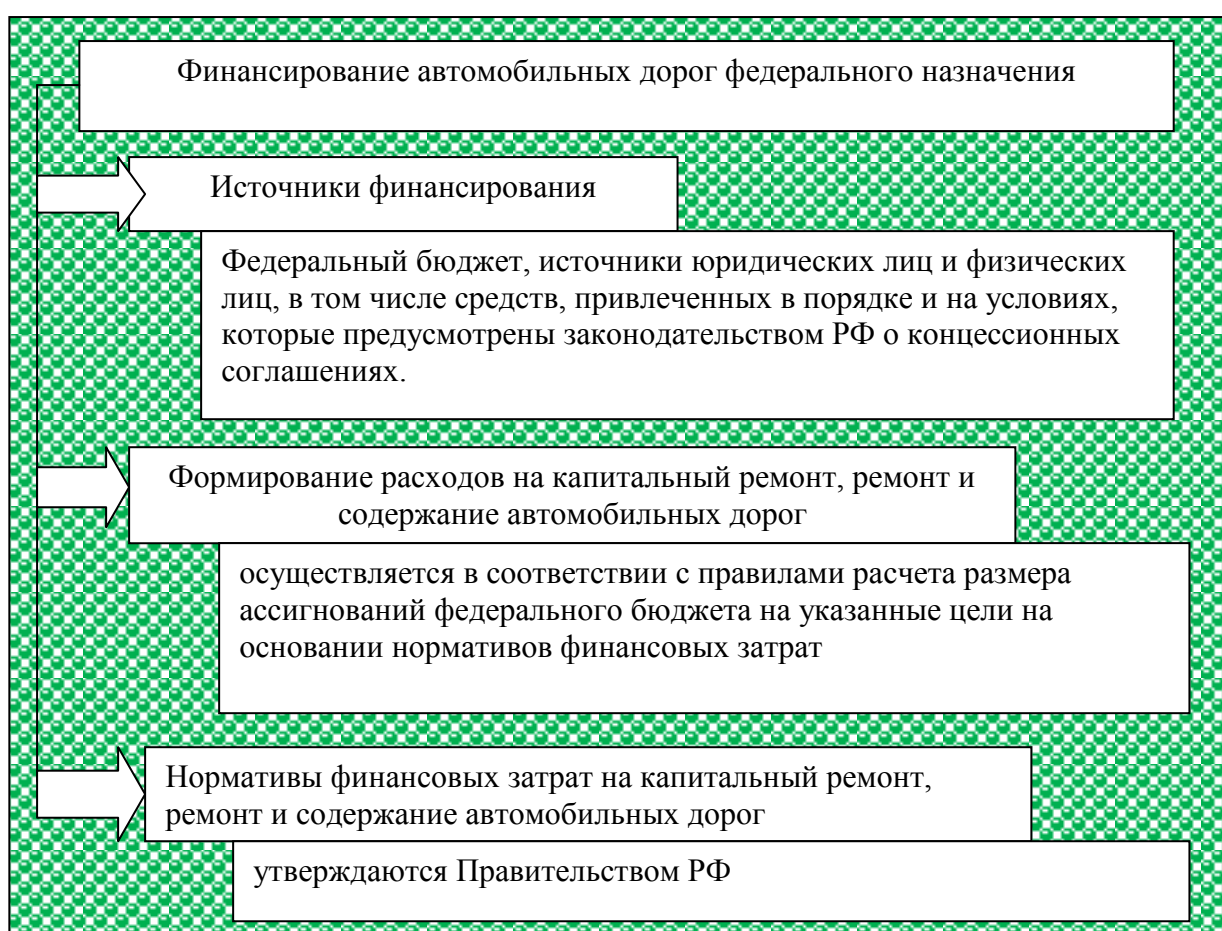 Финансирование автомобильных дорог федерального назначения
Источники финансирования
Федеральный бюджет, источники юридических лиц и физических
лиц, в том числе средств, привлеченных в порядке и на условиях,
которые предусмотрены законодательством РФ о концессионных
соглашениях.
Формирование расходов на капитальный ремонт, ремонт и
содержание автомобильных дорог
осуществляется в соответствии с правилами расчета размера
ассигнований федерального бюджета на указанные цели на
основании нормативов финансовых затрат
Нормативы финансовых затрат на капитальный ремонт,
ремонт и содержание автомобильных дорог
утверждаются Правительством РФ